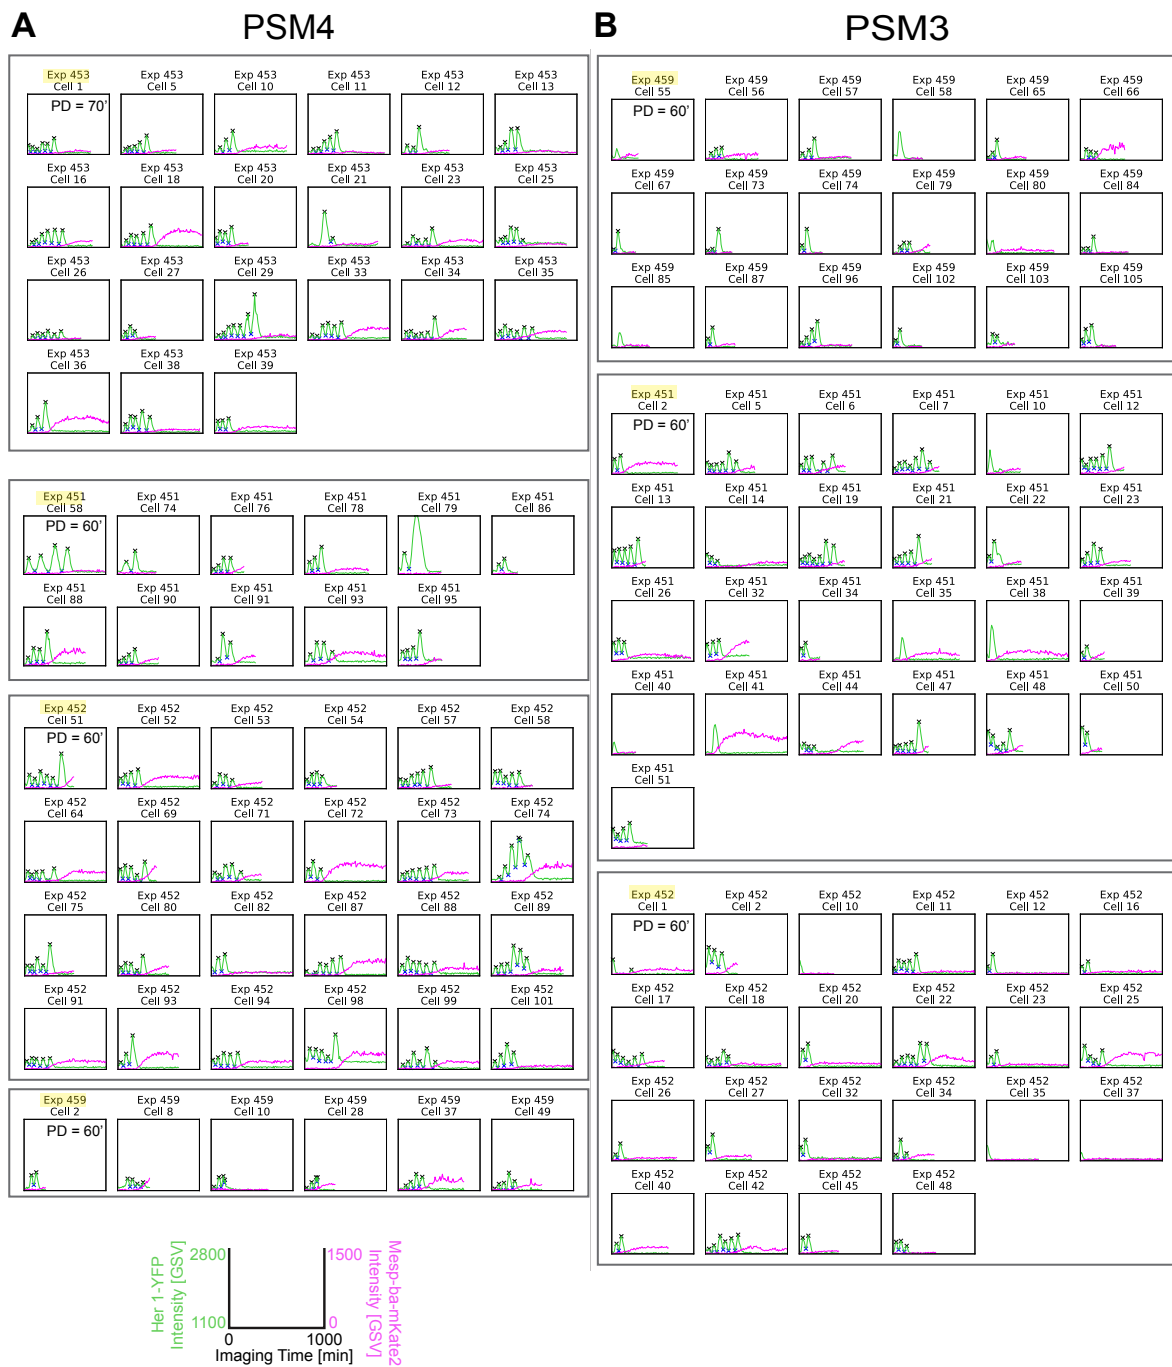 A PSM4
Exp 453 Exp 453 Exp 453 Exp 453 Exp 453 Exp 453
Cell 1 Cell 5 Cell 10 Cell 11 Cell 12 Cell 13
PD = 70'
Exp 453 Exp 453 Exp 453 Exp 453 Exp 453 Exp 453
Cell 16 Cell 18 Cell 20 Cell 21 Cell 23 Cell 25
Exp 453 Exp 453 Exp 453 Exp 453 Exp 453 Exp 453
Cell 26 Cell 27 Cell 29 Cell 33 Cell 34 Cell 35
Exp 453 Exp 453 Exp 453
Cell 36 Cell 38 Cell 39
Exp 451 Exp 451 Exp 451 Exp 451 Exp 451 Exp 451
Cell 58 Cell 74 Cell 76 Cell 78 Cell 79 Cell 86
PD = 60'
Exp 451 Exp 451 Exp 451 Exp 451 Exp 451
Cell 88 Cell 90 Cell 91 Cell 93 Cell 95
Exp 452 Exp 452 Exp 452 Exp 452 Exp 452 Exp 452
Cell 51 Cell 52 Cell 53 Cell 54 Cell 57 Cell 58
PD = 60'
Exp 452 Exp 452 Exp 452 Exp 452 Exp 452 Exp 452
Cell 64 Cell 69 Cell 71 Cell 72 Cell 73 Cell 74
Exp 452 Exp 452 Exp 452 Exp 452 Exp 452 Exp 452
Cell 75 Cell 80 Cell 82 Cell 87 Cell 88 Cell 89
Exp 452 Exp 452 Exp 452 Exp 452 Exp 452 Exp 452
Cell 91 Cell 93 Cell 94 Cell 98 Cell 99 Cell 101
Exp 459 Exp 459 Exp 459 Exp 459 Exp 459 Exp 459
Cell 2 Cell 8 Cell 10 Cell 28 Cell 37 Cell 49
PD = 60'
B PSM3
Exp 459 Exp 459 Exp 459 Exp 459 Exp 459 Exp 459
Cell 55 Cell 56 Cell 57 Cell 58 Cell 65 Cell 66
PD = 60'
Exp 459 Exp 459 Exp 459 Exp 459 Exp 459 Exp 459
Cell 67 Cell 73 Cell 74 Cell 79 Cell 80 Cell 84
Exp 459 Exp 459 Exp 459 Exp 459 Exp 459 Exp 459
Cell 85 Cell 87 Cell 96 Cell 102 Cell 103 Cell 105
Exp 451 Exp 451 Exp 451 Exp 451 Exp 451 Exp 451
Cell 2 Cell 5 Cell 6 Cell 7 Cell 10 Cell 12
PD = 60'
Exp 451 Exp 451 Exp 451 Exp 451 Exp 451 Exp 451
Cell 13 Cell 14 Cell 19 Cell 21 Cell 22 Cell 23
Exp 451 Exp 451 Exp 451 Exp 451 Exp 451 Exp 451
Cell 26 Cell 32 Cell 34 Cell 35 Cell 38 Cell 39
Exp 451 Exp 451 Exp 451 Exp 451 Exp 451 Exp 451
Cell 40 Cell 41 Cell 44 Cell 47 Cell 48 Cell 50
Exp 451
Cell 51
Exp 452 Exp 452 Exp 452 Exp 452 Exp 452 Exp 452
Cell 1 Cell 2 Cell 10 Cell 11 Cell 12 Cell 16
PD = 60'
Exp 452 Exp 452 Exp 452 Exp 452 Exp 452 Exp 452
Cell 17 Cell 18 Cell 20 Cell 22 Cell 23 Cell 25
Exp 452 Exp 452 Exp 452 Exp 452 Exp 452 Exp 452
Cell 26 Cell 27 Cell 32 Cell 34 Cell 35 Cell 37
Exp 452 Exp 452 Exp 452 Exp 452
Cell 40 Cell 42 Cell 45 Cell 48
Her 1-YFP
Intensity [GSV]
2800
1100
1500
0
Mesp-ba-mKate2
Intensity [GSV]
0 1000
Imaging Time [min]